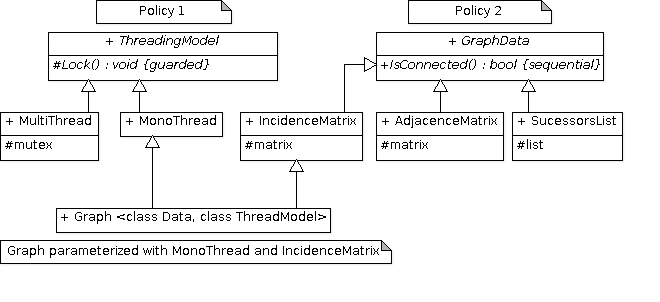 Policy 1
Policy 2
+ ThreadingModel
#Lock() : void {guarded}
+ GraphData
+IsConnected() : bool {sequential}
+ MultiThread
#mutex
+ MonoThread
+ IncidenceMatrix
#matrix
+ AdjacenceMatrix
#matrix
+ SucessorsList
#list
+ Graph <class Data, class ThreadModel>
Graph parameterized with MonoThread and IncidenceMatrix